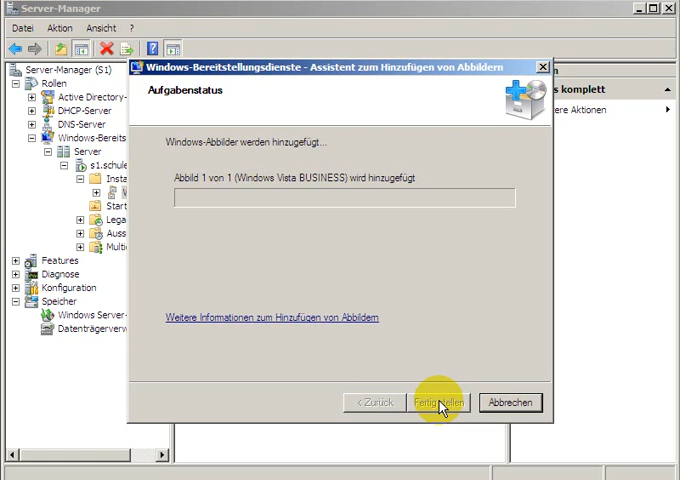 Server-Manager
Datei Aktion Ansicht ?
Server-Manager (S1)
Rollen
Active Directory-
DHCP-Server
DNS-Server
Windows-Bereits
Server
s1.schule
Insta
W
Start
Lega
Auss
Multi
Features
Diagnose
Konfiguration
Speicher
Windows Server-
Datenträgerverw
Windows-Bereitstellungsdienste - Assistent zum Hinzufügen von Abbildern
Aufgabenstatus
Windows-Abbilder werden hinzugefügt...
Abbild 1 von 1 (Windows Vista BUSINESS) wird hinzugefügt
Weitere Informationen zum Hinzufügen von Abbildern
< Zurück Fertig stellen Abbrechen
n
s komplett
ere Aktionen